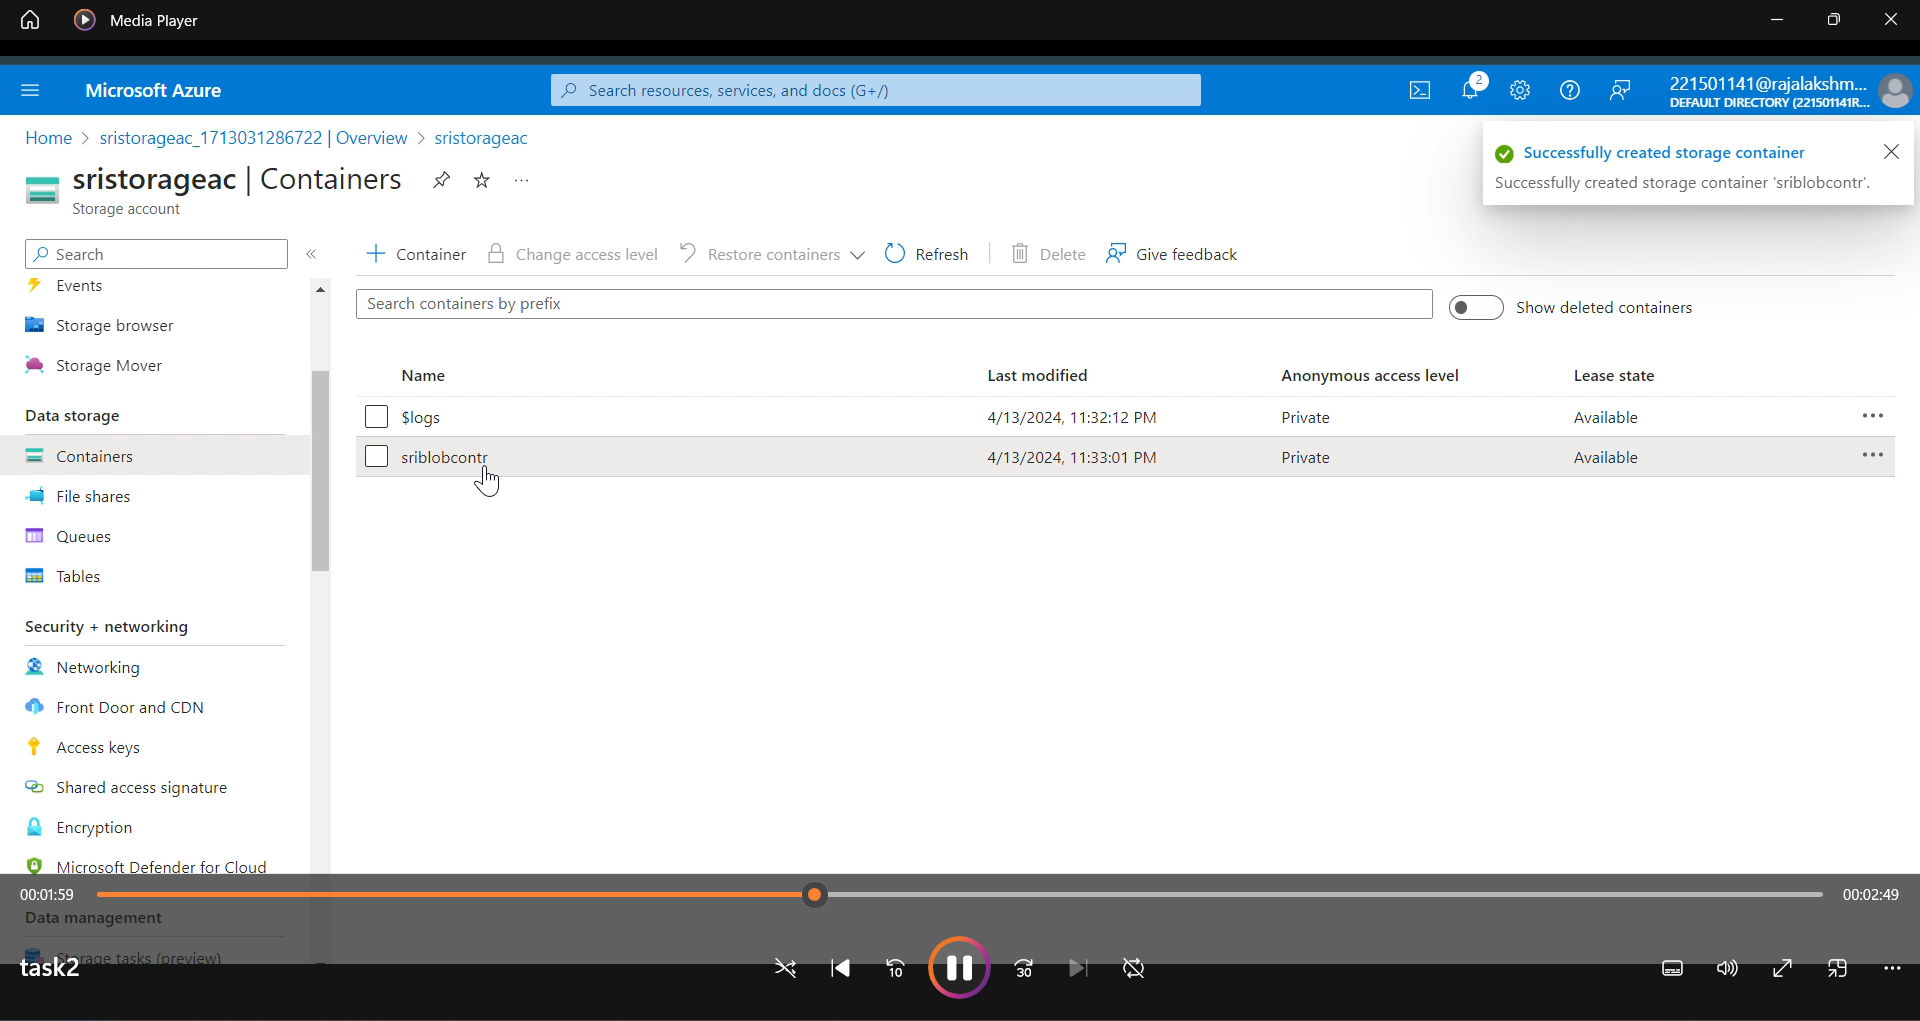 Media Player
Microsoft Azure
Search resources, services, and docs (G+/)
2
221501141@rajalakshm...
DEFAULT DIRECTORY (221501141R...
Home > sristorageac_1713031286722 | Overview > sristorageac
sristorageac | Containers
Storage account
Successfully created storage container
Successfully created storage container 'sriblobcontr'.
Search
Container
Change access level
Restore containers
Refresh
Delete
Give feedback
Search containers by prefix
Show deleted containers
Events
Storage browser
Storage Mover
Data storage
Containers
File shares
Queues
Tables
Security + networking
Networking
Front Door and CDN
Access keys
Shared access signature
Encryption
Microsoft Defender for Cloud
Data management
Storage tasks (preview)
Name Last modified Anonymous access level Lease state
$logs 4/13/2024, 11:32:12 PM Private Available
sriblobcontr 4/13/2024, 11:33:01 PM Private Available
00:01:59
00:02:49
task2
10
30